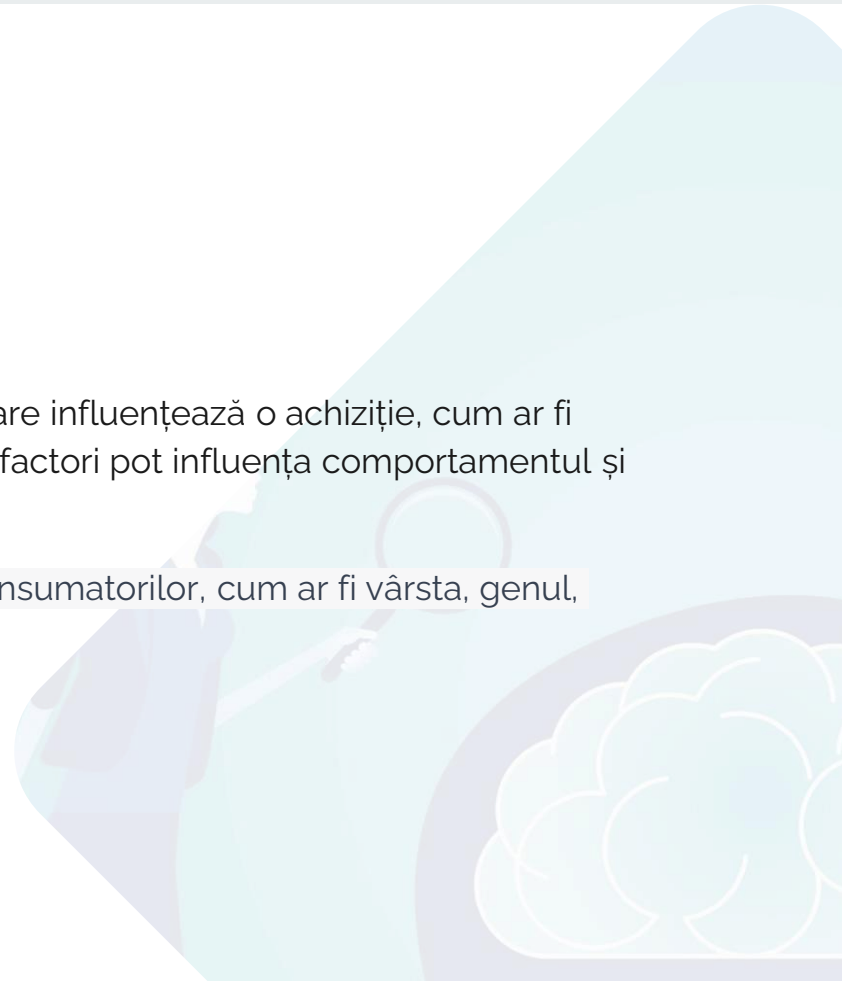 are influențează o achiziție, cum ar fi
factori pot influența comportamentul și
nsumatorilor, cum ar fi vârsta, genul,